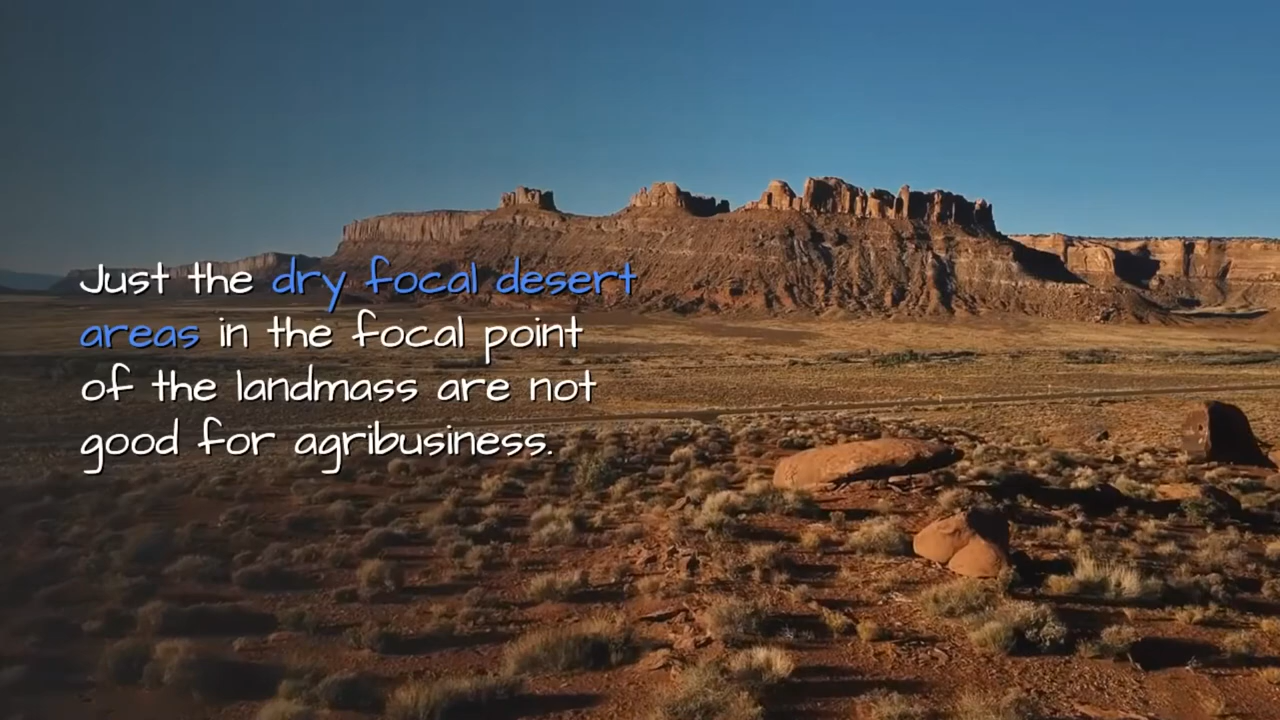 Just the dry focal desert
areas in the focal point
of the landmass are not
good for agribusiness.